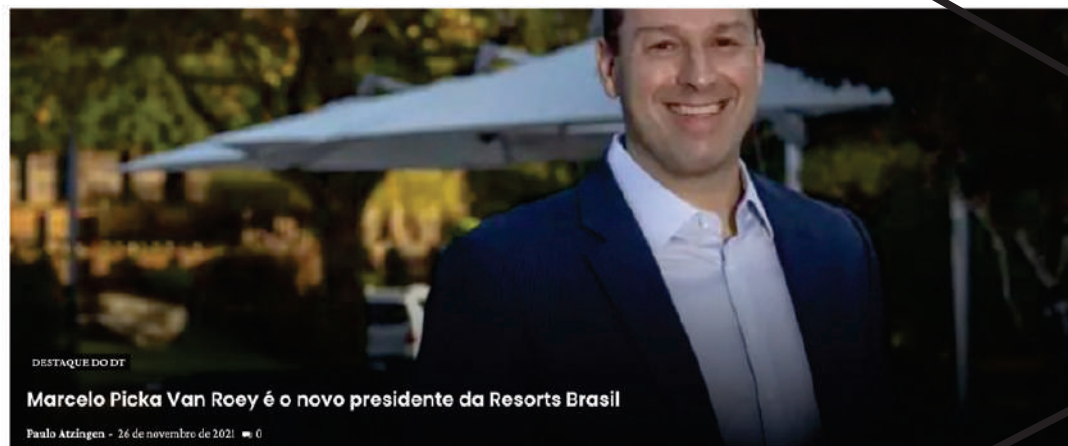 DESTAQUE DO DT
Marcelo Picka Van Roey é o novo presidente da Resorts Brasil
Paulo Atzingen - 26 de novembro de 2021 0